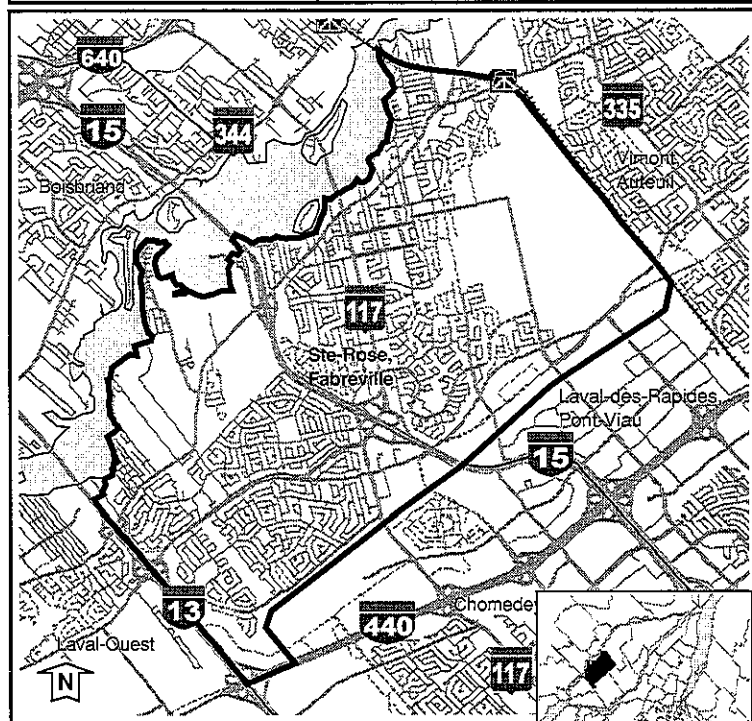 640
15
344
335
Boisbriand
Vimont,
Auteuil
117
Ste-Rose,
Fabreville
Laval-des-Rapides,
Pont-Viau
15
13
440
Chomedey
Laval-Ouest
117
N